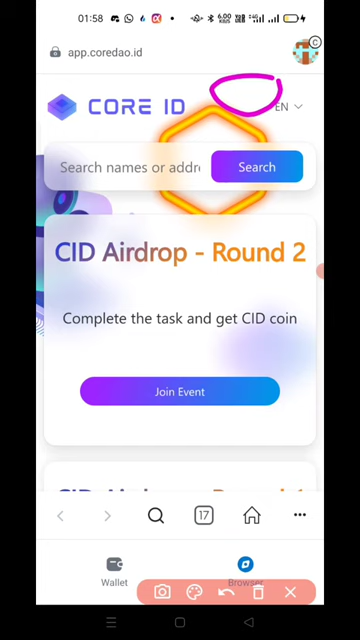 01:58
app.coredao.id
CORE ID
EN
Search names or addr
Search
CID Airdrop - Round 2
Complete the task and get CID coin
Join Event
17
Wallet
Browser